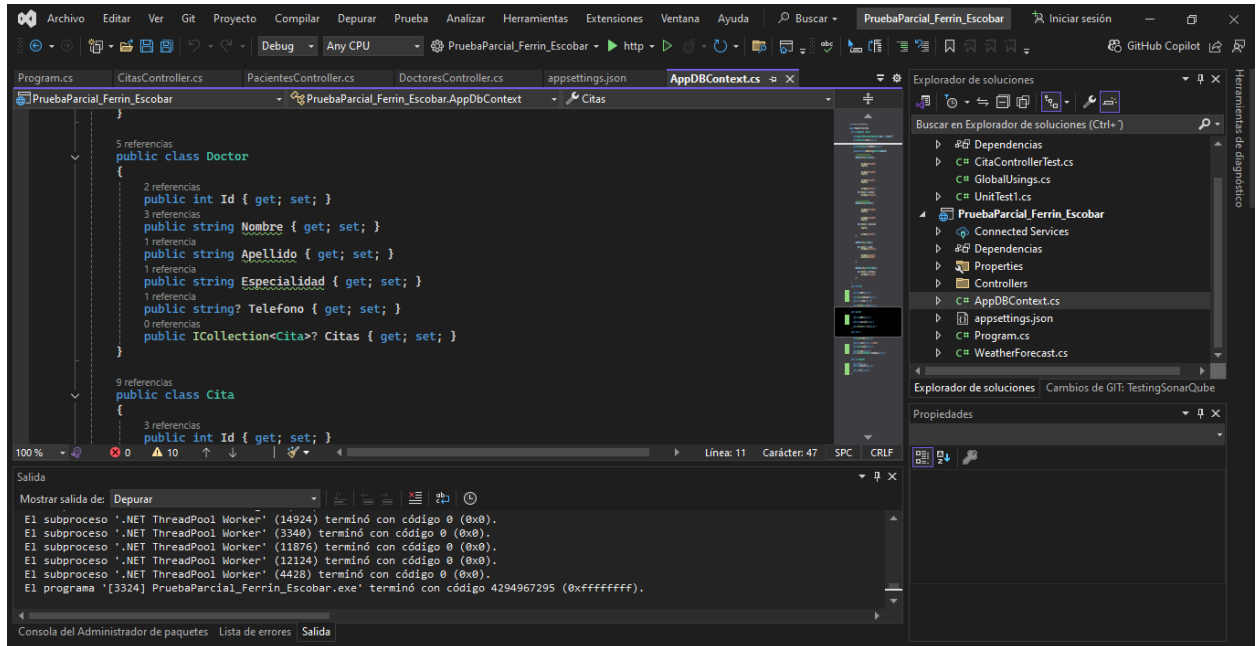 Archivo Editar Ver Git Proyecto Compilar Depurar Prueba Analizar Herramientas Extensiones Ventana Ayuda Buscar PruebaParcial_Ferrin_Escobar Iniciar sesión
Debug Any CPU PruebaParcial_Ferrin_Escobar http GitHub Copilot
Program.cs CitasController.cs PacientesController.cs DoctoresController.cs appsettings.json AppDBContext.cs
PruebaParcial_Ferrin_Escobar PruebaParcial_Ferrin_Escobar.AppDbContext Citas
}
5 referencias
public class Doctor
{
2 referencias
public int Id { get; set; }
3 referencias
public string Nombre { get; set; }
1 referencia
public string Apellido { get; set; }
1 referencia
public string Especialidad { get; set; }
1 referencia
public string? Telefono { get; set; }
0 referencias
public ICollection<Cita>? Citas { get; set; }
}
9 referencias
public class Cita
{
3 referencias
public int Id { get; set; }
100 % 0 10 Línea: 11 Carácter: 47 SPC CRLF
Salida
Mostrar salida de: Depurar
El subproceso '.NET ThreadPool Worker' (14924) terminó con código 0 (0x0).
El subproceso '.NET ThreadPool Worker' (3340) terminó con código 0 (0x0).
El subproceso '.NET ThreadPool Worker' (11876) terminó con código 0 (0x0).
El subproceso '.NET ThreadPool Worker' (12124) terminó con código 0 (0x0).
El subproceso '.NET ThreadPool Worker' (4428) terminó con código 0 (0x0).
El programa '[3324] PruebaParcial_Ferrin_Escobar.exe' terminó con código 4294967295 (0xffffffff).
Consola del Administrador de paquetes Lista de errores Salida
Explorador de soluciones
Buscar en Explorador de soluciones (Ctrl+´)
Dependencias
C# CitaControllerTest.cs
C# GlobalUsings.cs
C# UnitTest1.cs
PruebaParcial_Ferrin_Escobar
Connected Services
Dependencias
Properties
Controllers
C# AppDBContext.cs
appsettings.json
C# Program.cs
C# WeatherForecast.cs
Explorador de soluciones Cambios de GIT: TestingSonarQube
Propiedades
Herramientas de diagnóstico